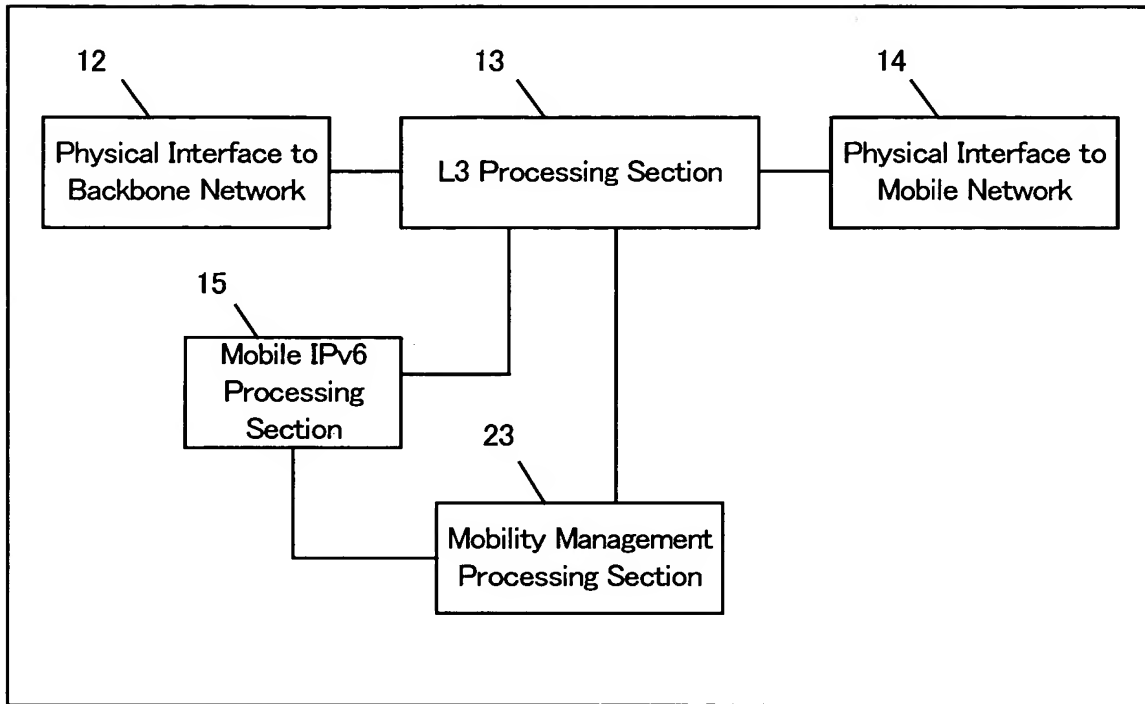 12
13
14
Physical Interface to
Backbone Network
L3 Processing Section
Physical Interface to
Mobile Network
15
Mobile IPv6
Processing
Section
23
Mobility Management
Processing Section